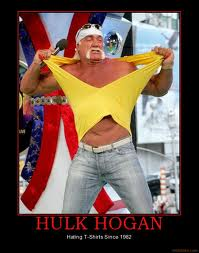 HULK HOGAN
Hating T-Shirts Since 1982